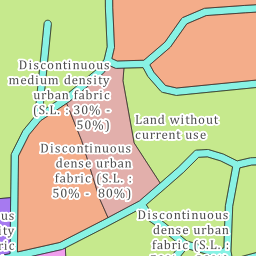 Discontinuous
medium density
urban fabric
(S.L. : 30% -
50%)
Land without
current use
Discontinuous
dense urban
fabric (S.L. :
50% - 80%)
Discontinuous
dense urban
fabric (S.L. :